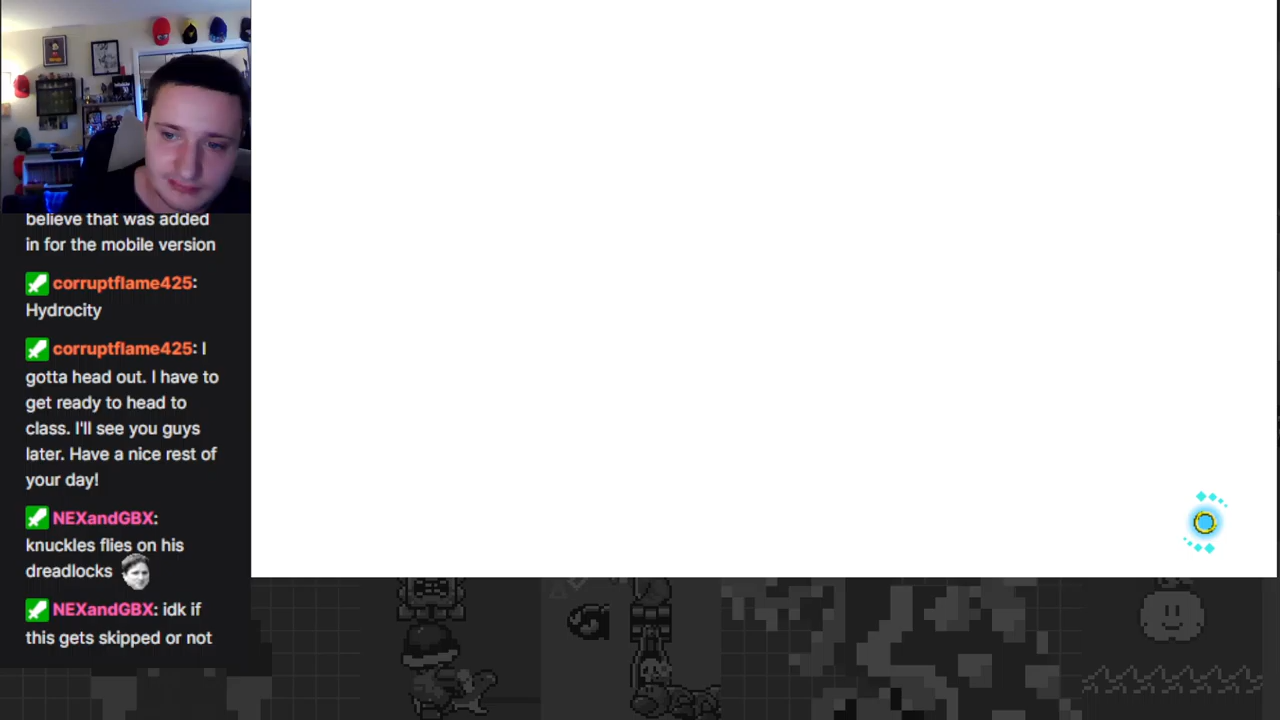 believe that was added
in for the mobile version
corruptflame425:
Hydrocity
corruptflame425: I
gotta head out. I have to
get ready to head to
class. I'll see you guys
later. Have a nice rest of
your day!
NEXandGBX:
knuckles flies on his
dreadlocks
NEXandGBX: idk if
this gets skipped or not